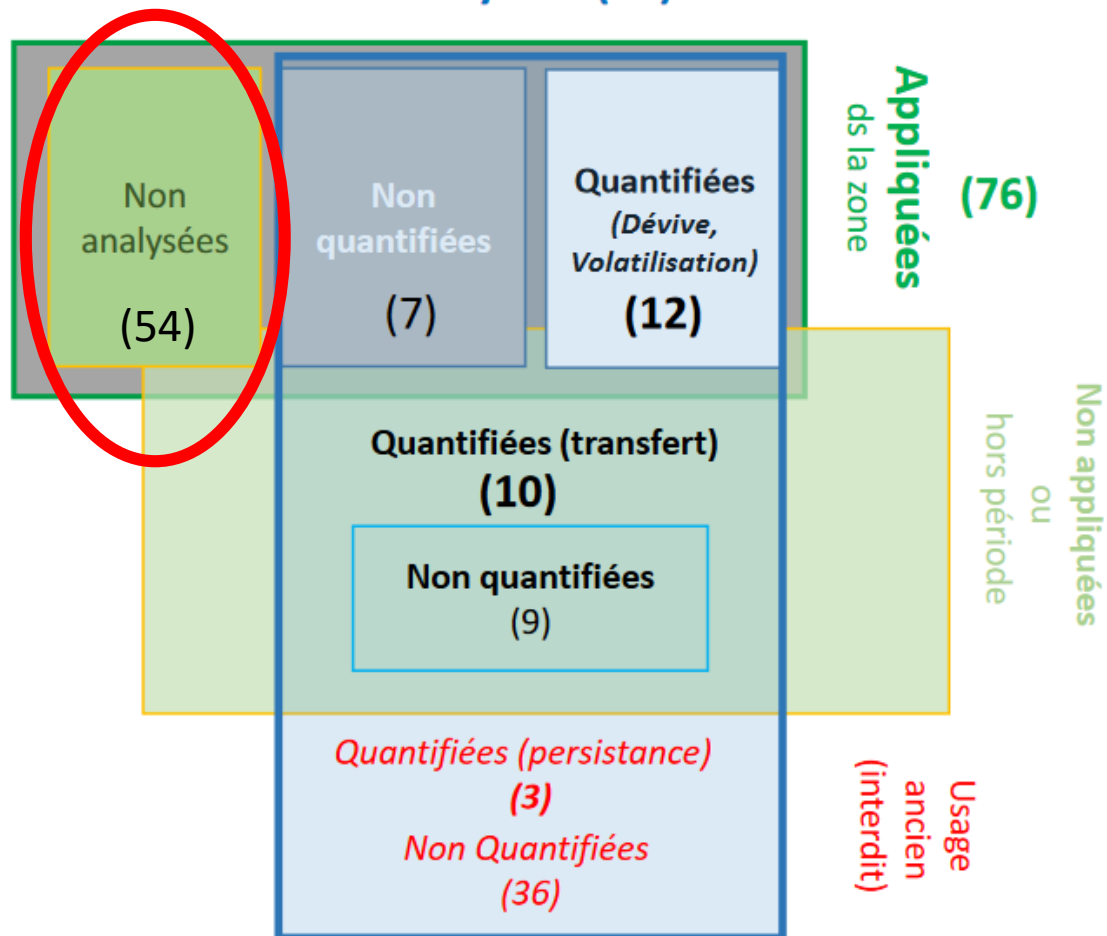 Non
analysées
(54)
Non
quantifiées
(7)
Quantifiées
(Dévive,
Volatilisation)
(12)
Appliquées
ds la zone
(76)
Quantifiées (transfert)
(10)
Non quantifiées
(9)
Non appliquées
ou
hors période
Quantifiées (persistance)
(3)
Non Quantifiées
(36)
Usage
ancien
(interdit)